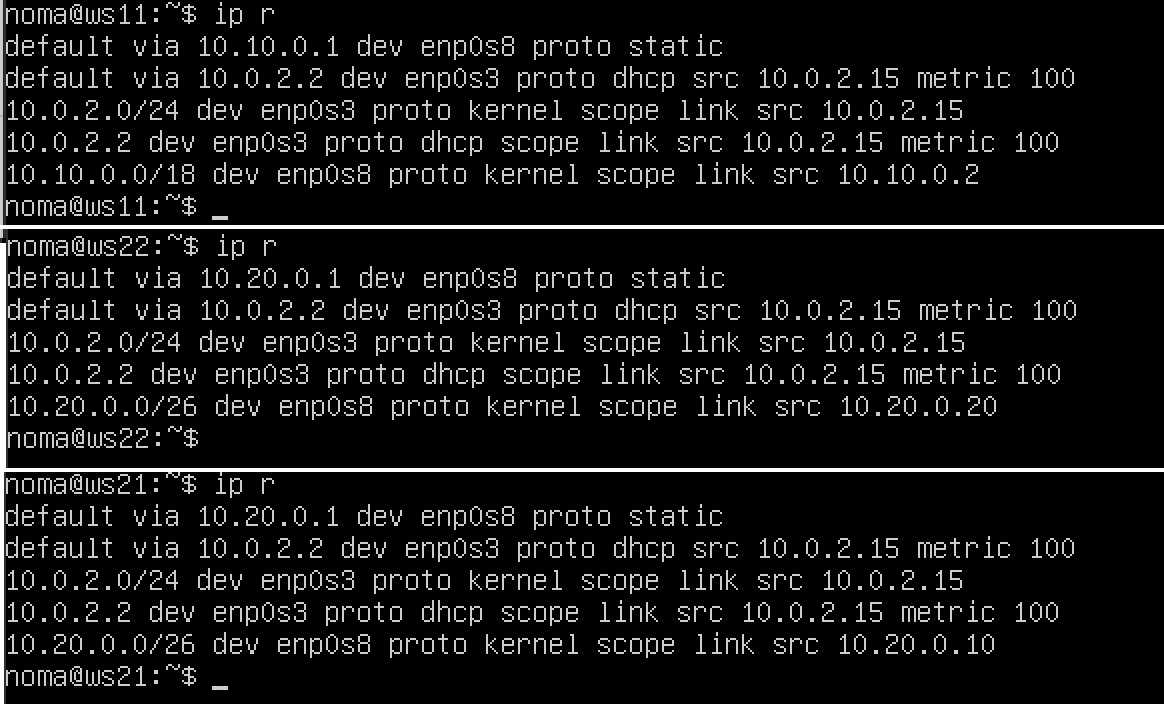 noma@ws11:~$ ip r
default via 10.10.0.1 dev enp0s8 proto static
default via 10.0.2.2 dev enp0s3 proto dhcp src 10.0.2.15 metric 100
10.0.2.0/24 dev enp0s3 proto kernel scope link src 10.0.2.15
10.0.2.2 dev enp0s3 proto dhcp scope link src 10.0.2.15 metric 100
10.10.0.0/18 dev enp0s8 proto kernel scope link src 10.10.0.2
noma@ws11:~$ _
noma@ws22:~$ ip r
default via 10.20.0.1 dev enp0s8 proto static
default via 10.0.2.2 dev enp0s3 proto dhcp src 10.0.2.15 metric 100
10.0.2.0/24 dev enp0s3 proto kernel scope link src 10.0.2.15
10.0.2.2 dev enp0s3 proto dhcp scope link src 10.0.2.15 metric 100
10.20.0.0/26 dev enp0s8 proto kernel scope link src 10.20.0.20
noma@ws22:~$
noma@ws21:~$ ip r
default via 10.20.0.1 dev enp0s8 proto static
default via 10.0.2.2 dev enp0s3 proto dhcp src 10.0.2.15 metric 100
10.0.2.0/24 dev enp0s3 proto kernel scope link src 10.0.2.15
10.0.2.2 dev enp0s3 proto dhcp scope link src 10.0.2.15 metric 100
10.20.0.0/26 dev enp0s8 proto kernel scope link src 10.20.0.10
noma@ws21:~$ _